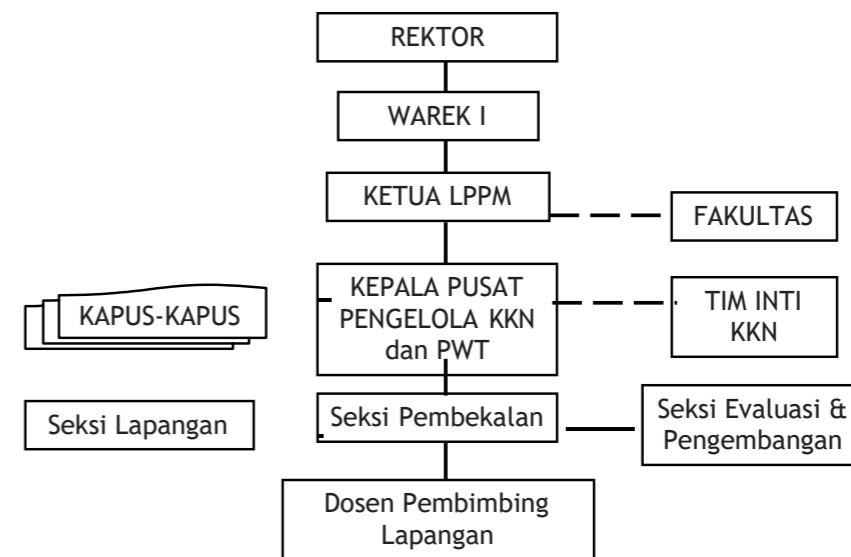 REKTOR
WAREK I
KETUA LPPM
FAKULTAS
KAPUS-KAPUS
KEPALA PUSAT
PENGELOLA KKN
dan PWT
TIM INTI
KKN
Seksi Lapangan
Seksi Pembekalan
Seksi Evaluasi &
Pengembangan
Dosen Pembimbing
Lapangan